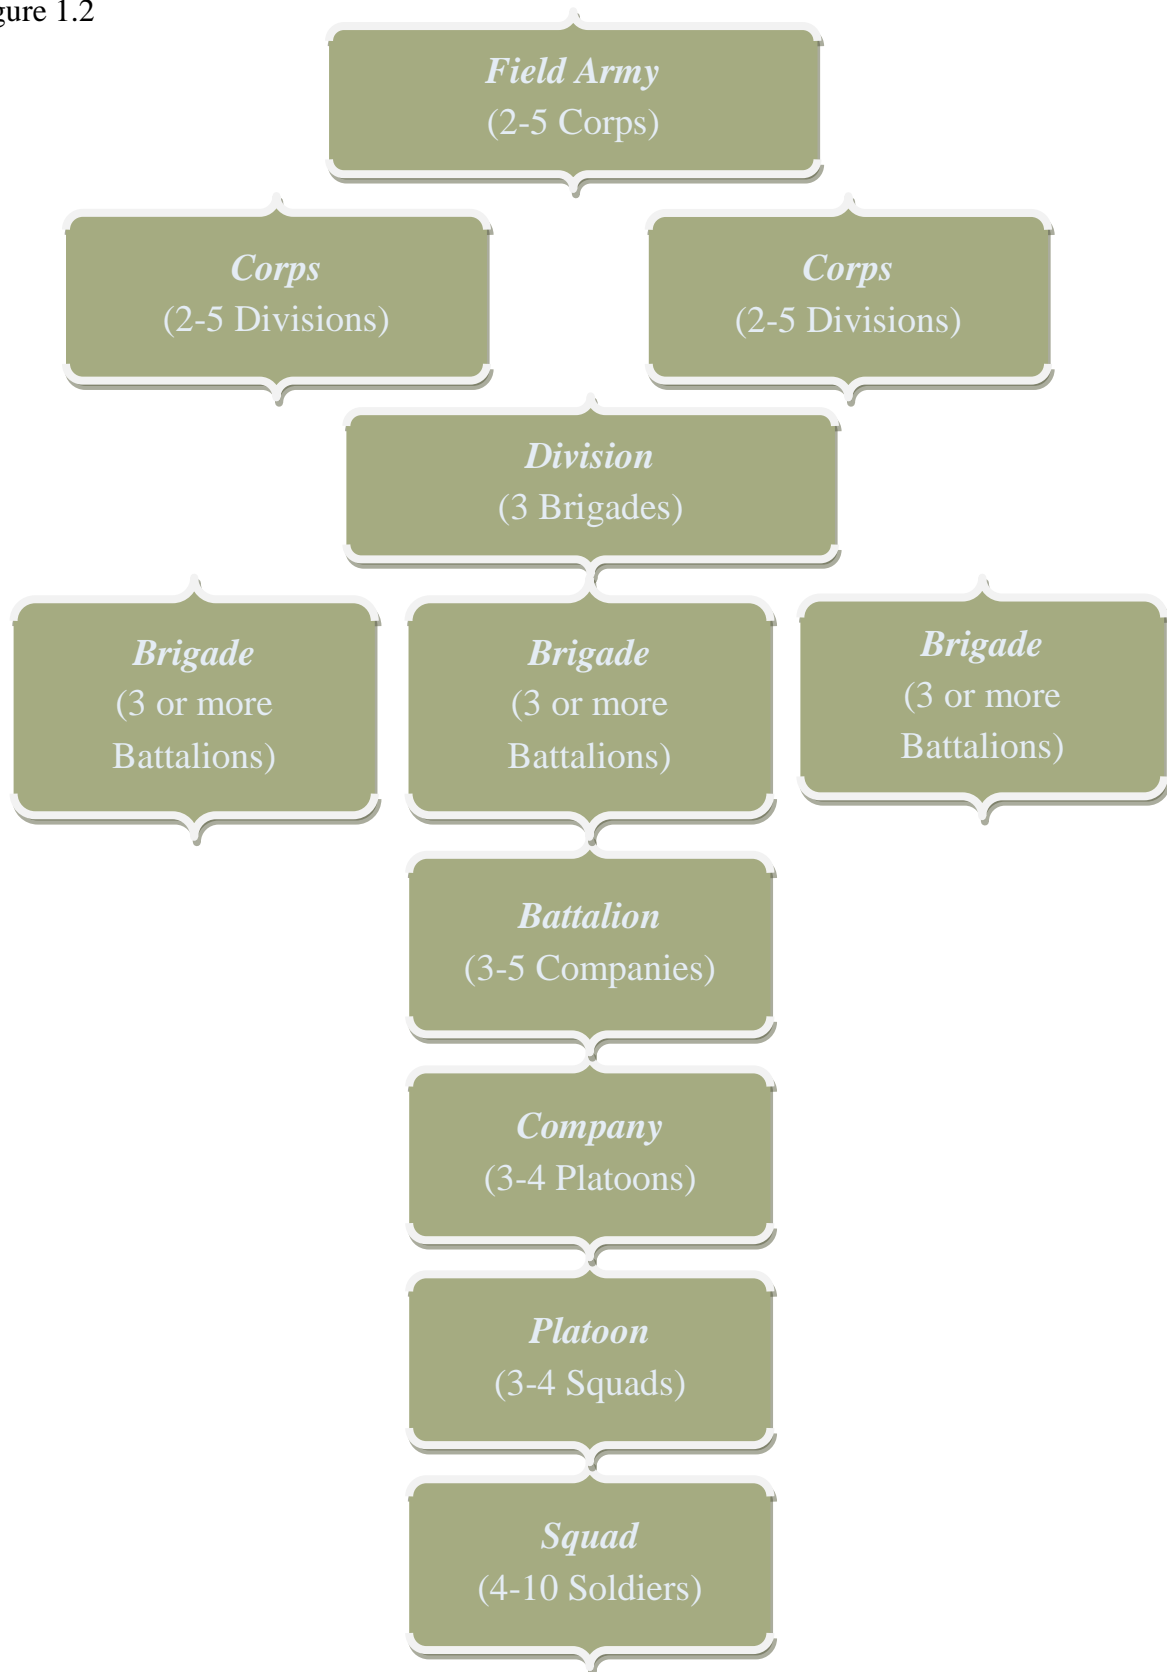 gure 1.2
Field Army
(2-5 Corps)
Corps
(2-5 Divisions)
Corps
(2-5 Divisions)
Division
(3 Brigades)
Brigade
(3 or more
Battalions)
Brigade
(3 or more
Battalions)
Brigade
(3 or more
Battalions)
Battalion
(3-5 Companies)
Company
(3-4 Platoons)
Platoon
(3-4 Squads)
Squad
(4-10 Soldiers)